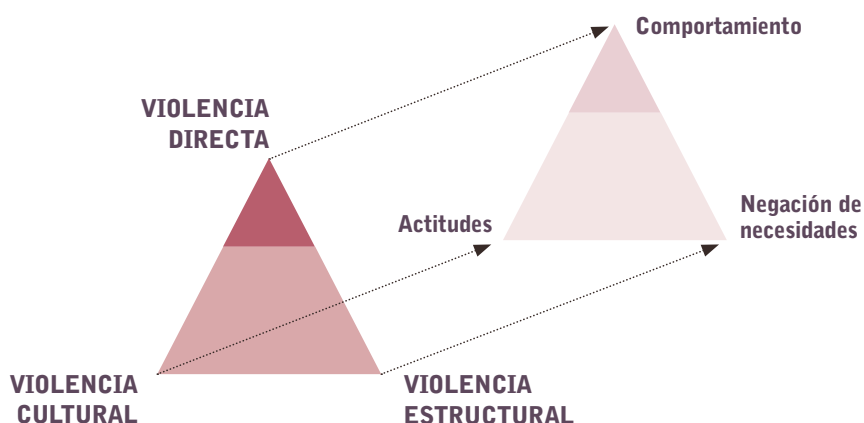 Comportamiento
VIOLENCIA
DIRECTA
Actitudes
Negación de
necesidades
VIOLENCIA
CULTURAL
VIOLENCIA
ESTRUCTURAL